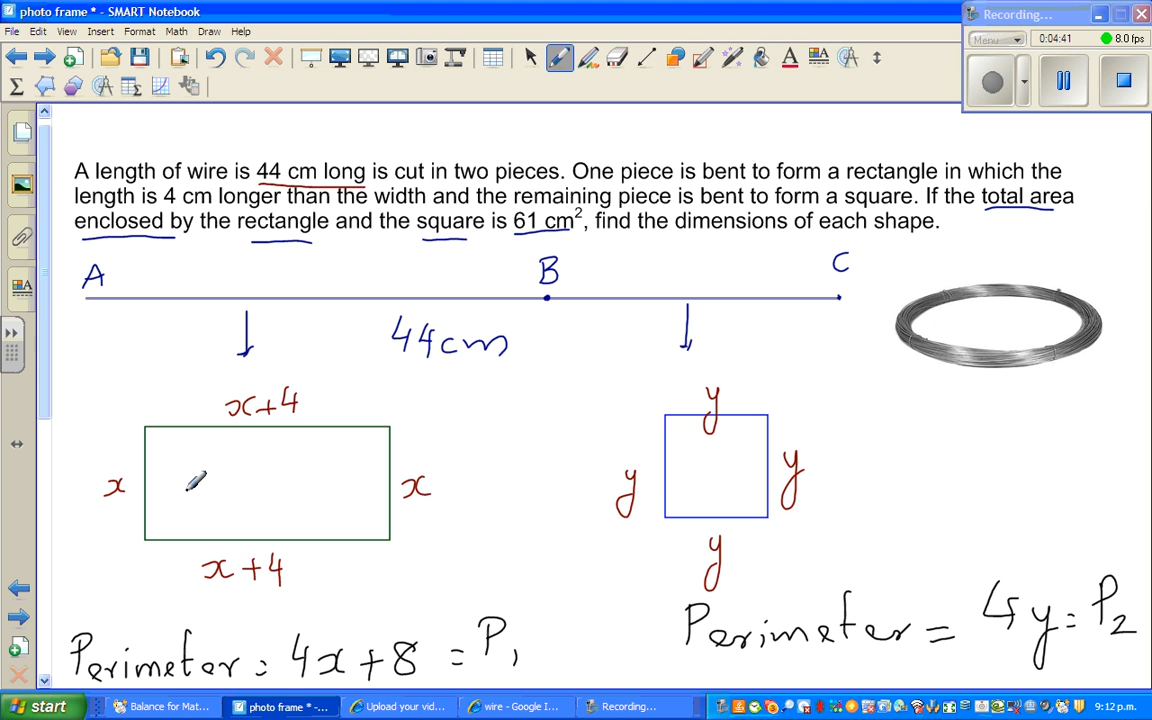 photo frame * - SMART Notebook
Recording...
File Edit View Insert Format Math Draw Help
Menu 0:04:41 8.0 fps
A length of wire is 44 cm long is cut in two pieces. One piece is bent to form a rectangle in which the
length is 4 cm longer than the width and the remaining piece is bent to form a square. If the total area
enclosed by the rectangle and the square is 61 cm², find the dimensions of each shape.
A B C
44cm
x+4 y
x x y y
x+4 y
Perimeter = 4x+8 = P₁
Perimeter = 4y = P₂
start Balance for Mat... photo frame * -... Upload your vid... wire - Google I... Recording... 9:12 p.m.